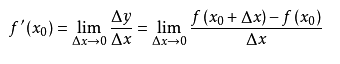 f ′(x₀) = lim_{Δx→0} Δy/Δx = lim_{Δx→0} (f(x₀ + Δx) − f(x₀))/Δx